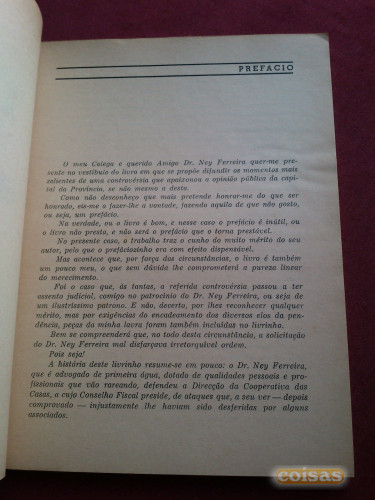 PREFACIO
O meu Colega e querido Amigo Dr. Ney Ferreira quer-me pre-
sente no vestíbulo do livro em que se propôs difundir os momentos mais
salientes de uma controvérsia que apaixonou a opinião pública da capi-
tal da Província, se não mesmo a desta.
Como não desconheço que mais pretende honrar-me do que ser
honrado, eis-me a fazer-lhe a vontade, fazendo aquilo de que não gosto,
ou seja, um prefácio.
Na verdade, ou o livro é bom, e nesse caso o prefácio é inútil, ou
o livro não presta, e não será o prefácio que o torna prestável.
No presente caso, o trabalho traz o cunho do muito mérito do seu
autor, pelo que o prefáciozinho era com efeito dispensável.
Mas acontece que, por força das circunstâncias, o livro é também
um pouco meu, o que sem dúvida lhe comprometerá a pureza linear
do merecimento.
Foi o caso que, às tantas, a referida controvérsia passou a ter
assento judicial, comigo no patrocínio do Dr. Ney Ferreira, ou seja de
um ilustríssimo patrono. E não, decerto, por lhes reconhecer qualquer
mérito, mas por exigências do encadeamento dos diversos elos da pen-
dência, peças da minha lavra foram também incluídas no livrinho.
Bem se compreenderá que, no todo desta circunstância, a solicitação
do Dr. Ney Ferreira mal disfarçava irretorquível ordem.
Pois seja!
A história deste livrinho resume-se em pouco: o Dr. Ney Ferreira,
que é advogado de primeira água, dotado de qualidades pessoais e pro-
fissionais que vão rareando, defendeu a Direcção da Cooperativa das
Casas, a cujo Conselho Fiscal preside, de ataques que, a seu ver — depois
comprovado — injustamente lhe haviam sido desferidas por alguns
associados.
coisas